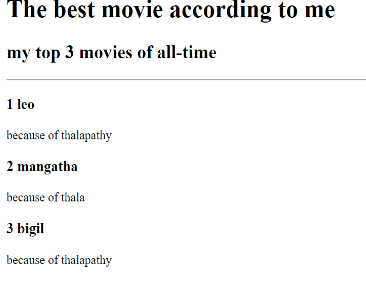 The best movie according to me
my top 3 movies of all-time
1 leo
because of thalapathy
2 mangatha
because of thala
3 bigil
because of thalapathy